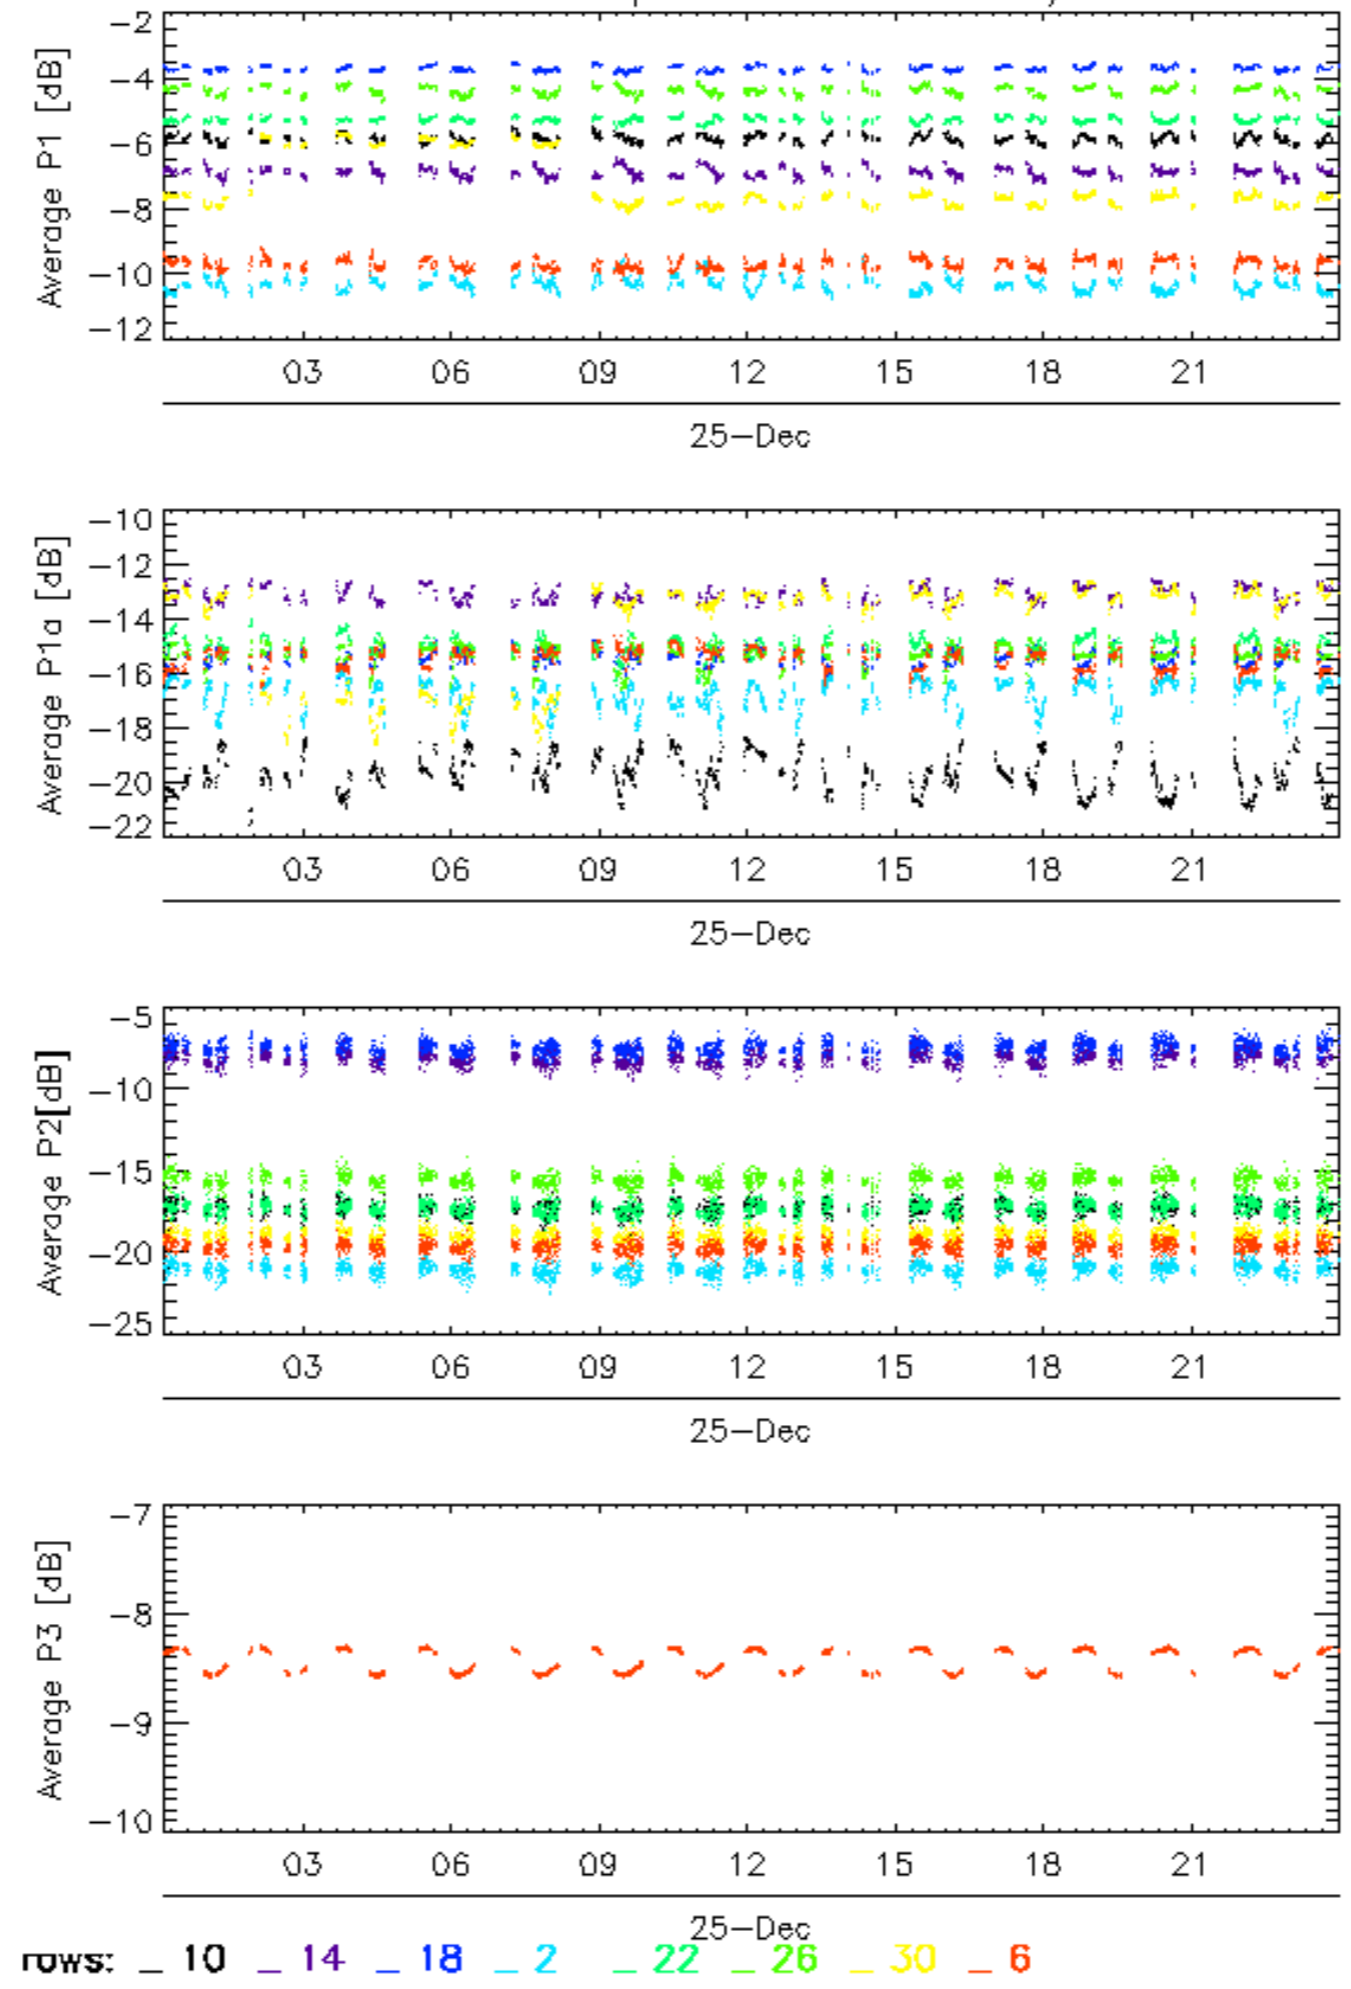 Average P1 [dB]
−2
−4
−6
−8
−10
−12
03 06 09 12 15 18 21
25−Dec
Average P1a [dB]
−10
−12
−14
−16
−18
−20
−22
03 06 09 12 15 18 21
25−Dec
Average P2[dB]
−5
−10
−15
−20
−25
03 06 09 12 15 18 21
25−Dec
Average P3 [dB]
−7
−8
−9
−10
03 06 09 12 15 18 21
25−Dec
rows: _ 10 _ 14 _ 18 _ 2 _ 22 _ 26 _ 30 _ 6